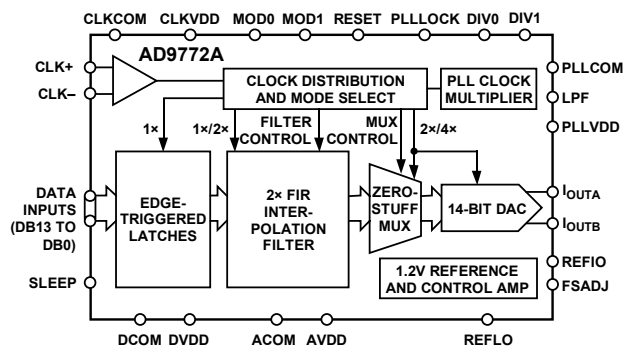 CLKCOM CLKVDD MOD0 MOD1 RESET PLLLOCK DIV0 DIV1
AD9772A
CLK+
CLK–
CLOCK DISTRIBUTION
AND MODE SELECT
PLL CLOCK
MULTIPLIER
PLLCOM
LPF
PLLVDD
1×
1×/2×
FILTER
CONTROL
MUX
CONTROL
2×/4×
DATA
INPUTS
(DB13 TO
DB0)
EDGE-
TRIGGERED
LATCHES
2× FIR
INTER-
POLATION
FILTER
ZERO-
STUFF
MUX
14-BIT DAC
IOUTA
IOUTB
SLEEP
1.2V REFERENCE
AND CONTROL AMP
REFIO
FSADJ
DCOM DVDD ACOM AVDD REFLO